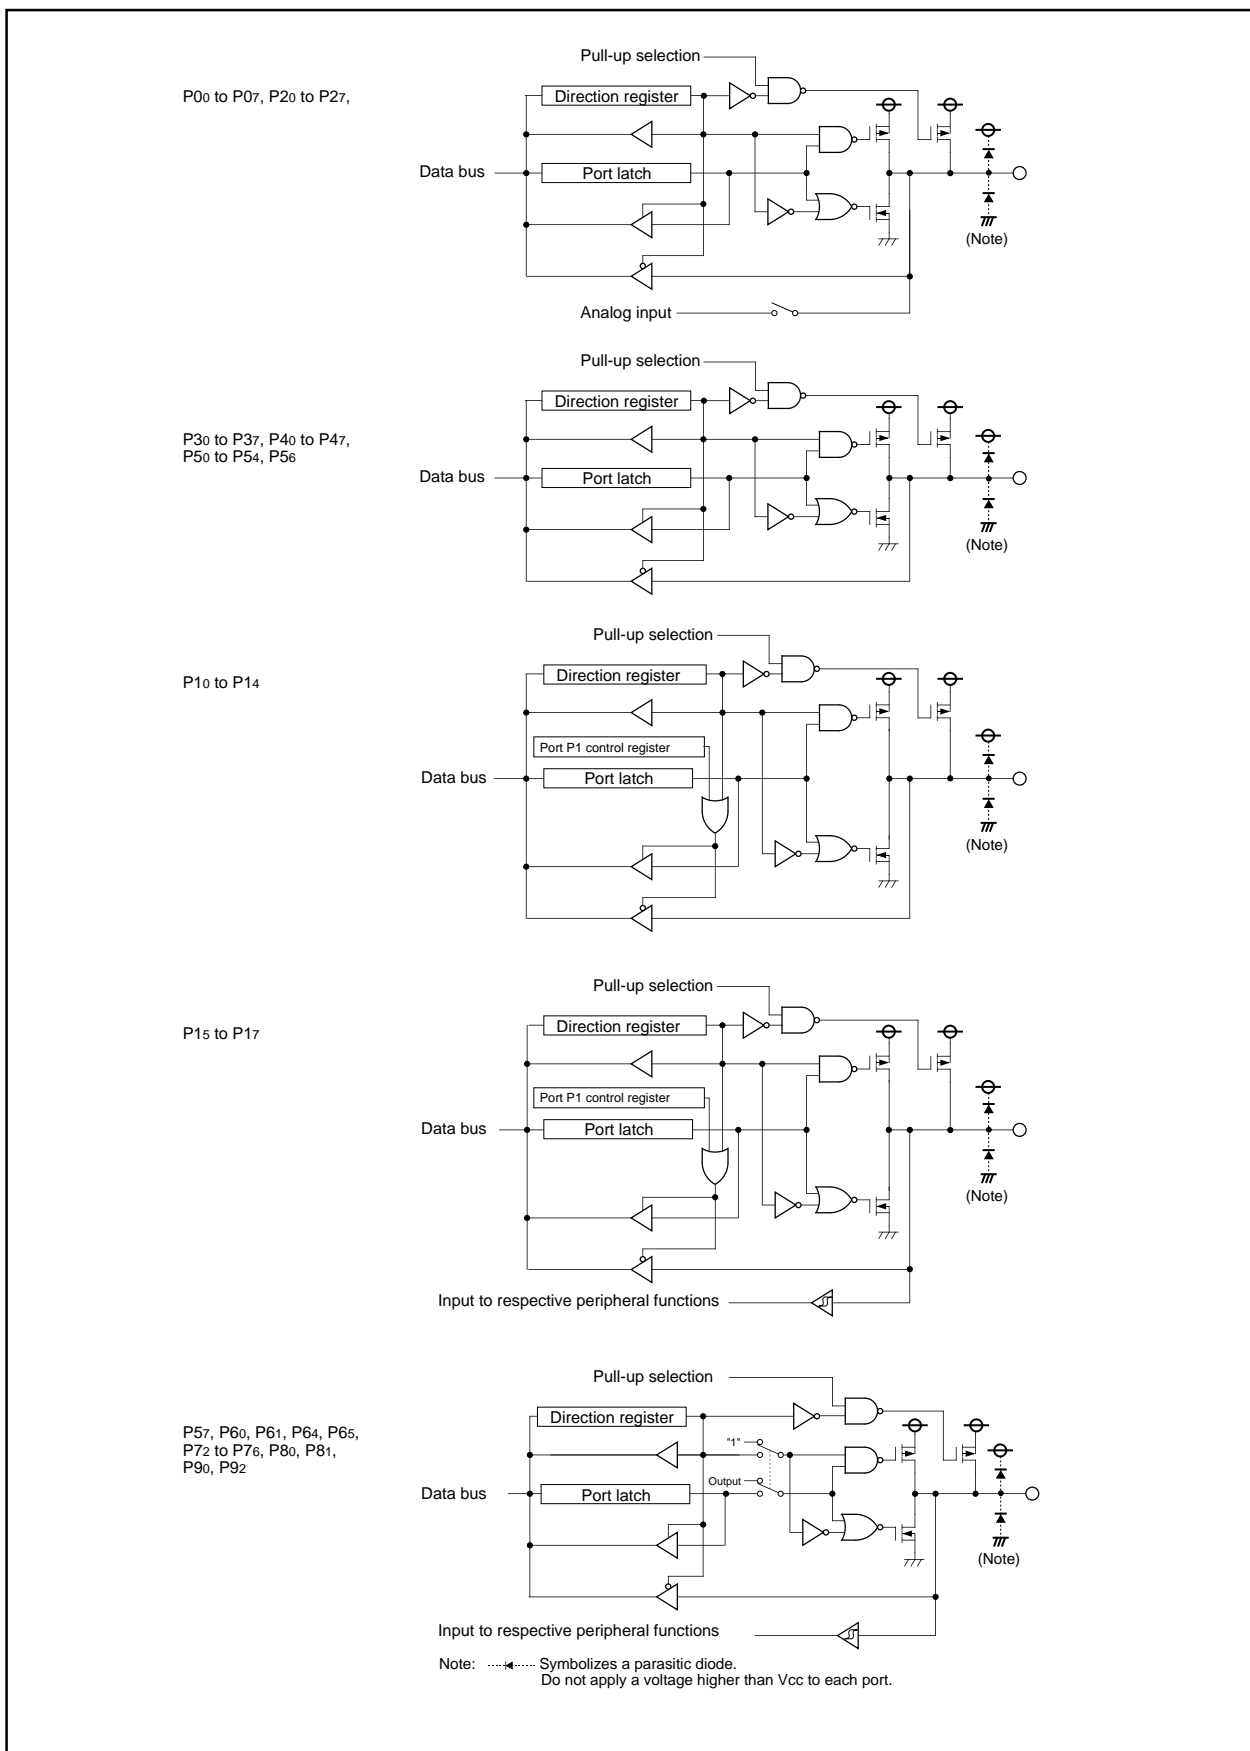 Pull-up selection
P00 to P07, P20 to P27,
Direction register
Data bus
Port latch
(Note)
Analog input
Pull-up selection
Direction register
P30 to P37, P40 to P47,
P50 to P54, P56
Data bus
Port latch
(Note)
Pull-up selection
P10 to P14
Direction register
Port P1 control register
Data bus
Port latch
(Note)
Pull-up selection
P15 to P17
Direction register
Port P1 control register
Data bus
Port latch
(Note)
Input to respective peripheral functions
Pull-up selection
Direction register
P57, P60, P61, P64, P65,
P72 to P76, P80, P81,
P90, P92
"1"
Output
Data bus
Port latch
(Note)
Input to respective peripheral functions
Note: Symbolizes a parasitic diode.
Do not apply a voltage higher than Vcc to each port.